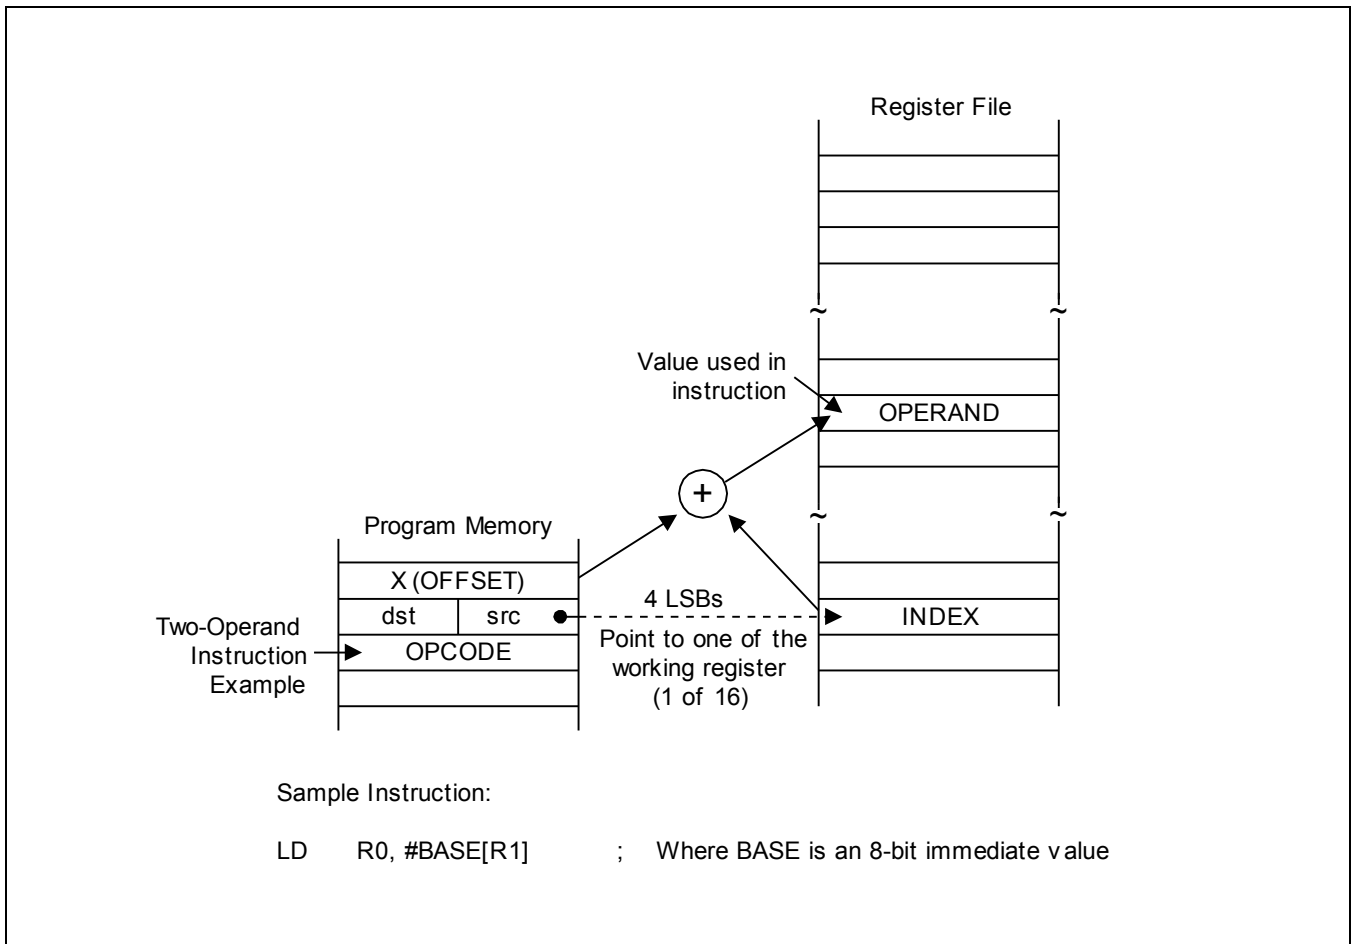 Register File
~ ~
Value used in
instruction
OPERAND
+
~ ~
Program Memory
X (OFFSET)
dst src
4 LSBs
INDEX
Two-Operand
Instruction
Example
OPCODE
Point to one of the
working register
(1 of 16)
Sample Instruction:
LD R0, #BASE[R1] ; Where BASE is an 8-bit immediate value